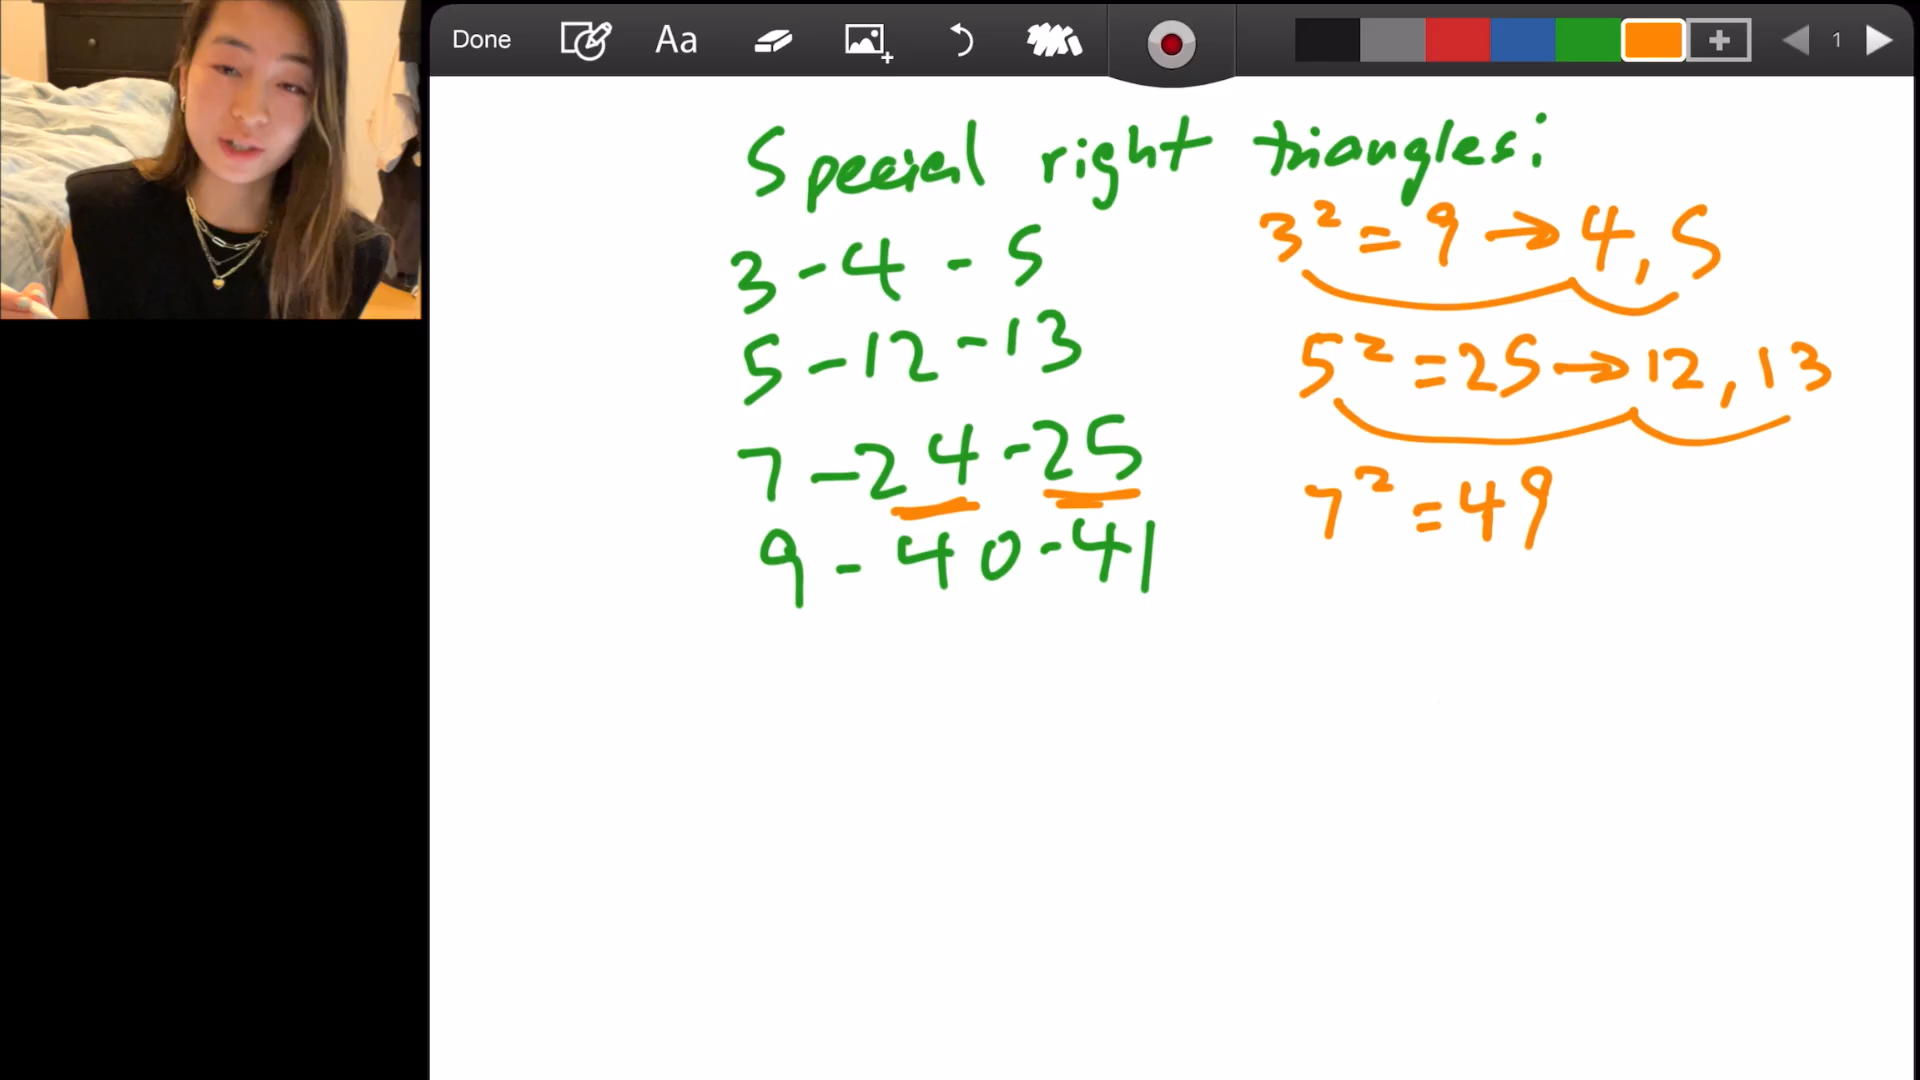 Done Aa 1
Special right triangles:
3-4-5
5-12-13
7-24-25
9-40-41
3² = 9 → 4, 5
5² = 25 → 12, 13
7² = 49